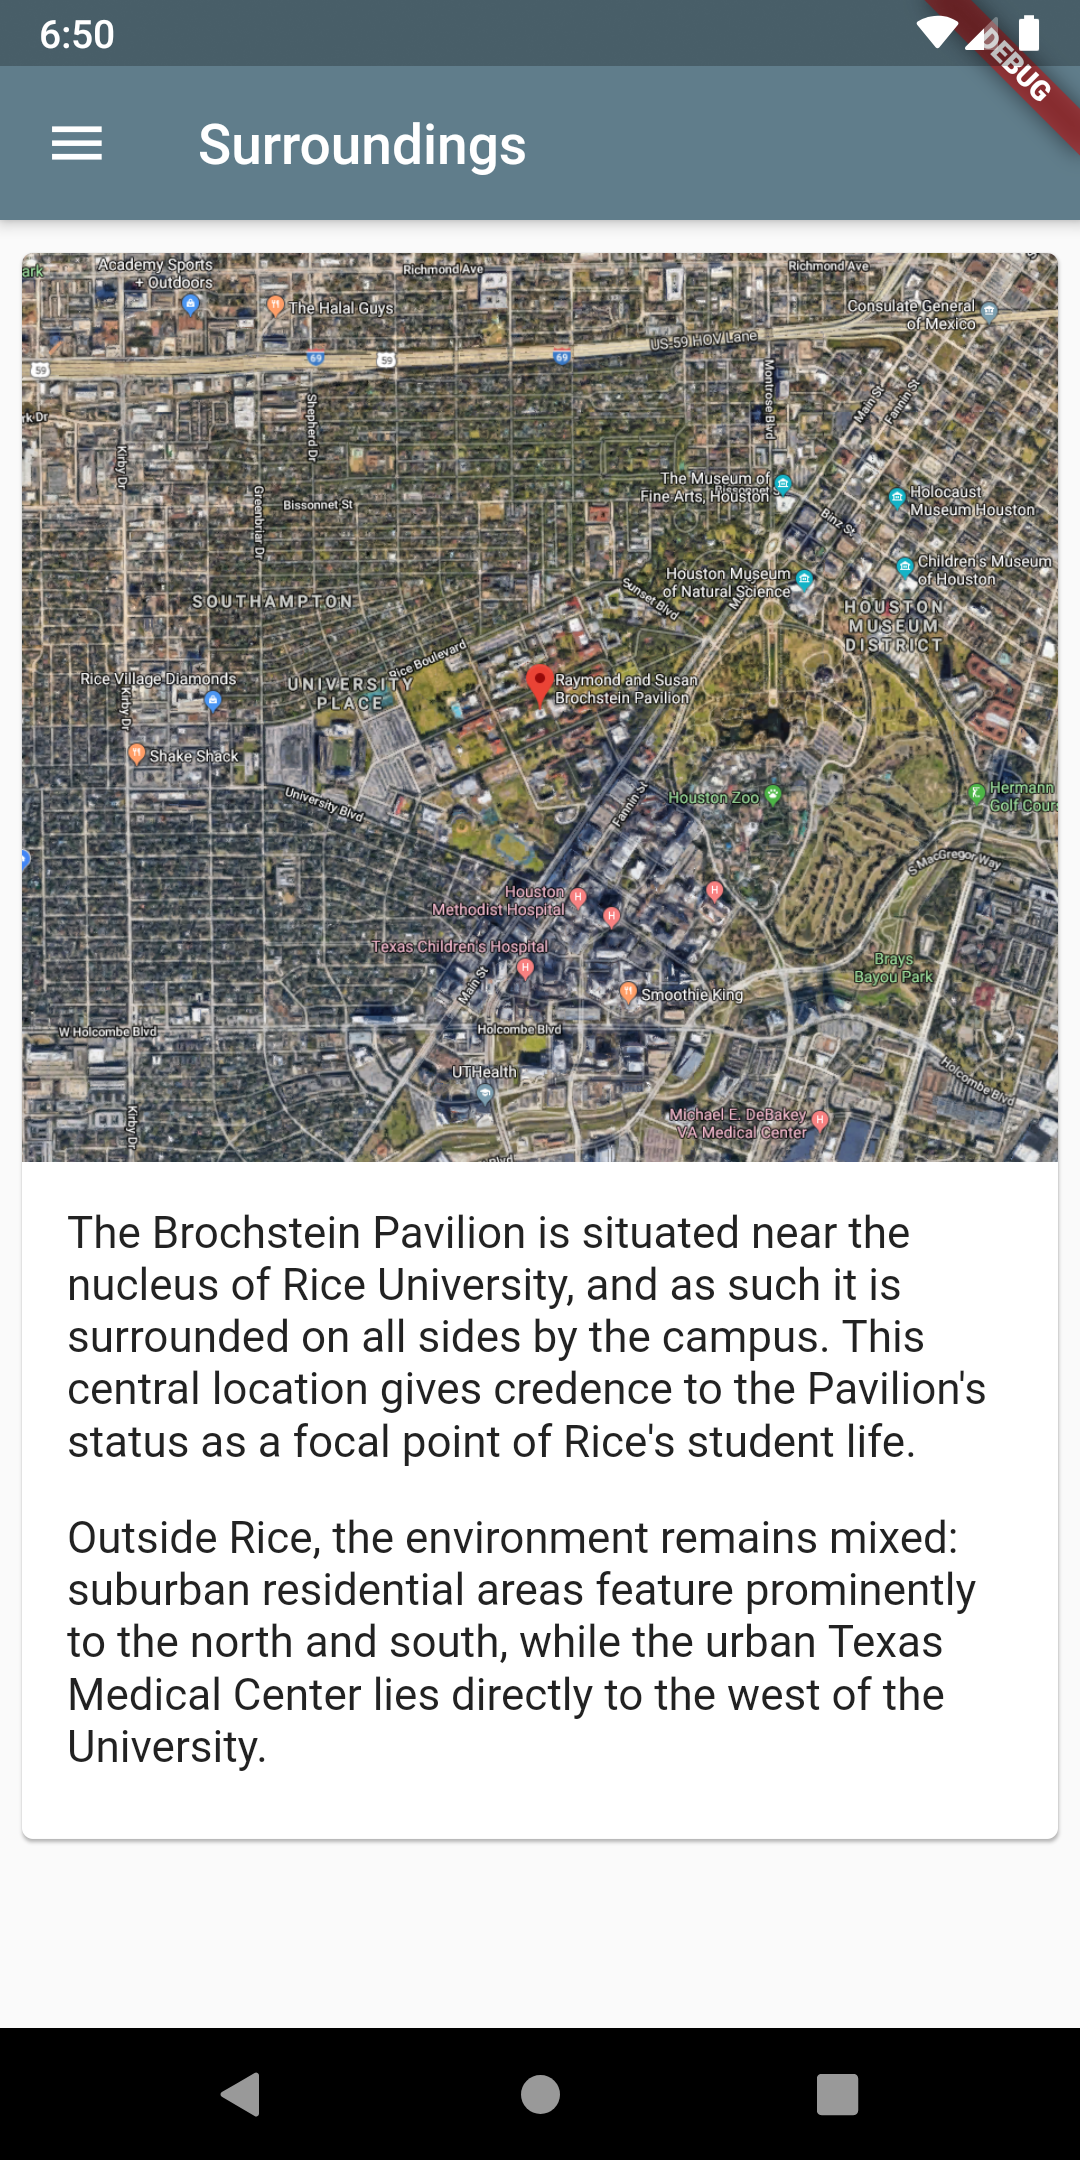 6:50
DEBUG
Surroundings
ark
Academy Sports
+ Outdoors
Richmond Ave
Richmond Ave
The Halal Guys
Consulate General
of Mexico
US-59 HOV Lane
59
69
59
69
rk Dr
Kirby Dr
Shepherd Dr
Montrose Blvd
Main St
Fannin St
Greenbriar Dr
Bissonnet St
The Museum of
Fine Arts, Houston
Holocaust
Museum Houston
Binz St
Children's Museum
of Houston
Houston Museum
of Natural Science
Sunset Blvd
SOUTHAMPTON
HOUSTON
MUSEUM
DISTRICT
Rice Boulevard
Rice Village Diamonds
UNIVERSITY
PLACE
Raymond and Susan
Brochstein Pavilion
Kirby Dr
Shake Shack
University Blvd
Fannin St
Houston Zoo
Hermann
Golf Cour
S MacGregor Way
Houston
Methodist Hospital
Texas Children's Hospital
Main St
Brays
Bayou Park
Smoothie King
W Holcombe Blvd
Holcombe Blvd
UTHealth
Holcombe Blvd
Kirby Dr
Michael E. DeBakey
VA Medical Center
The Brochstein Pavilion is situated near the
nucleus of Rice University, and as such it is
surrounded on all sides by the campus. This
central location gives credence to the Pavilion's
status as a focal point of Rice's student life.
Outside Rice, the environment remains mixed:
suburban residential areas feature prominently
to the north and south, while the urban Texas
Medical Center lies directly to the west of the
University.